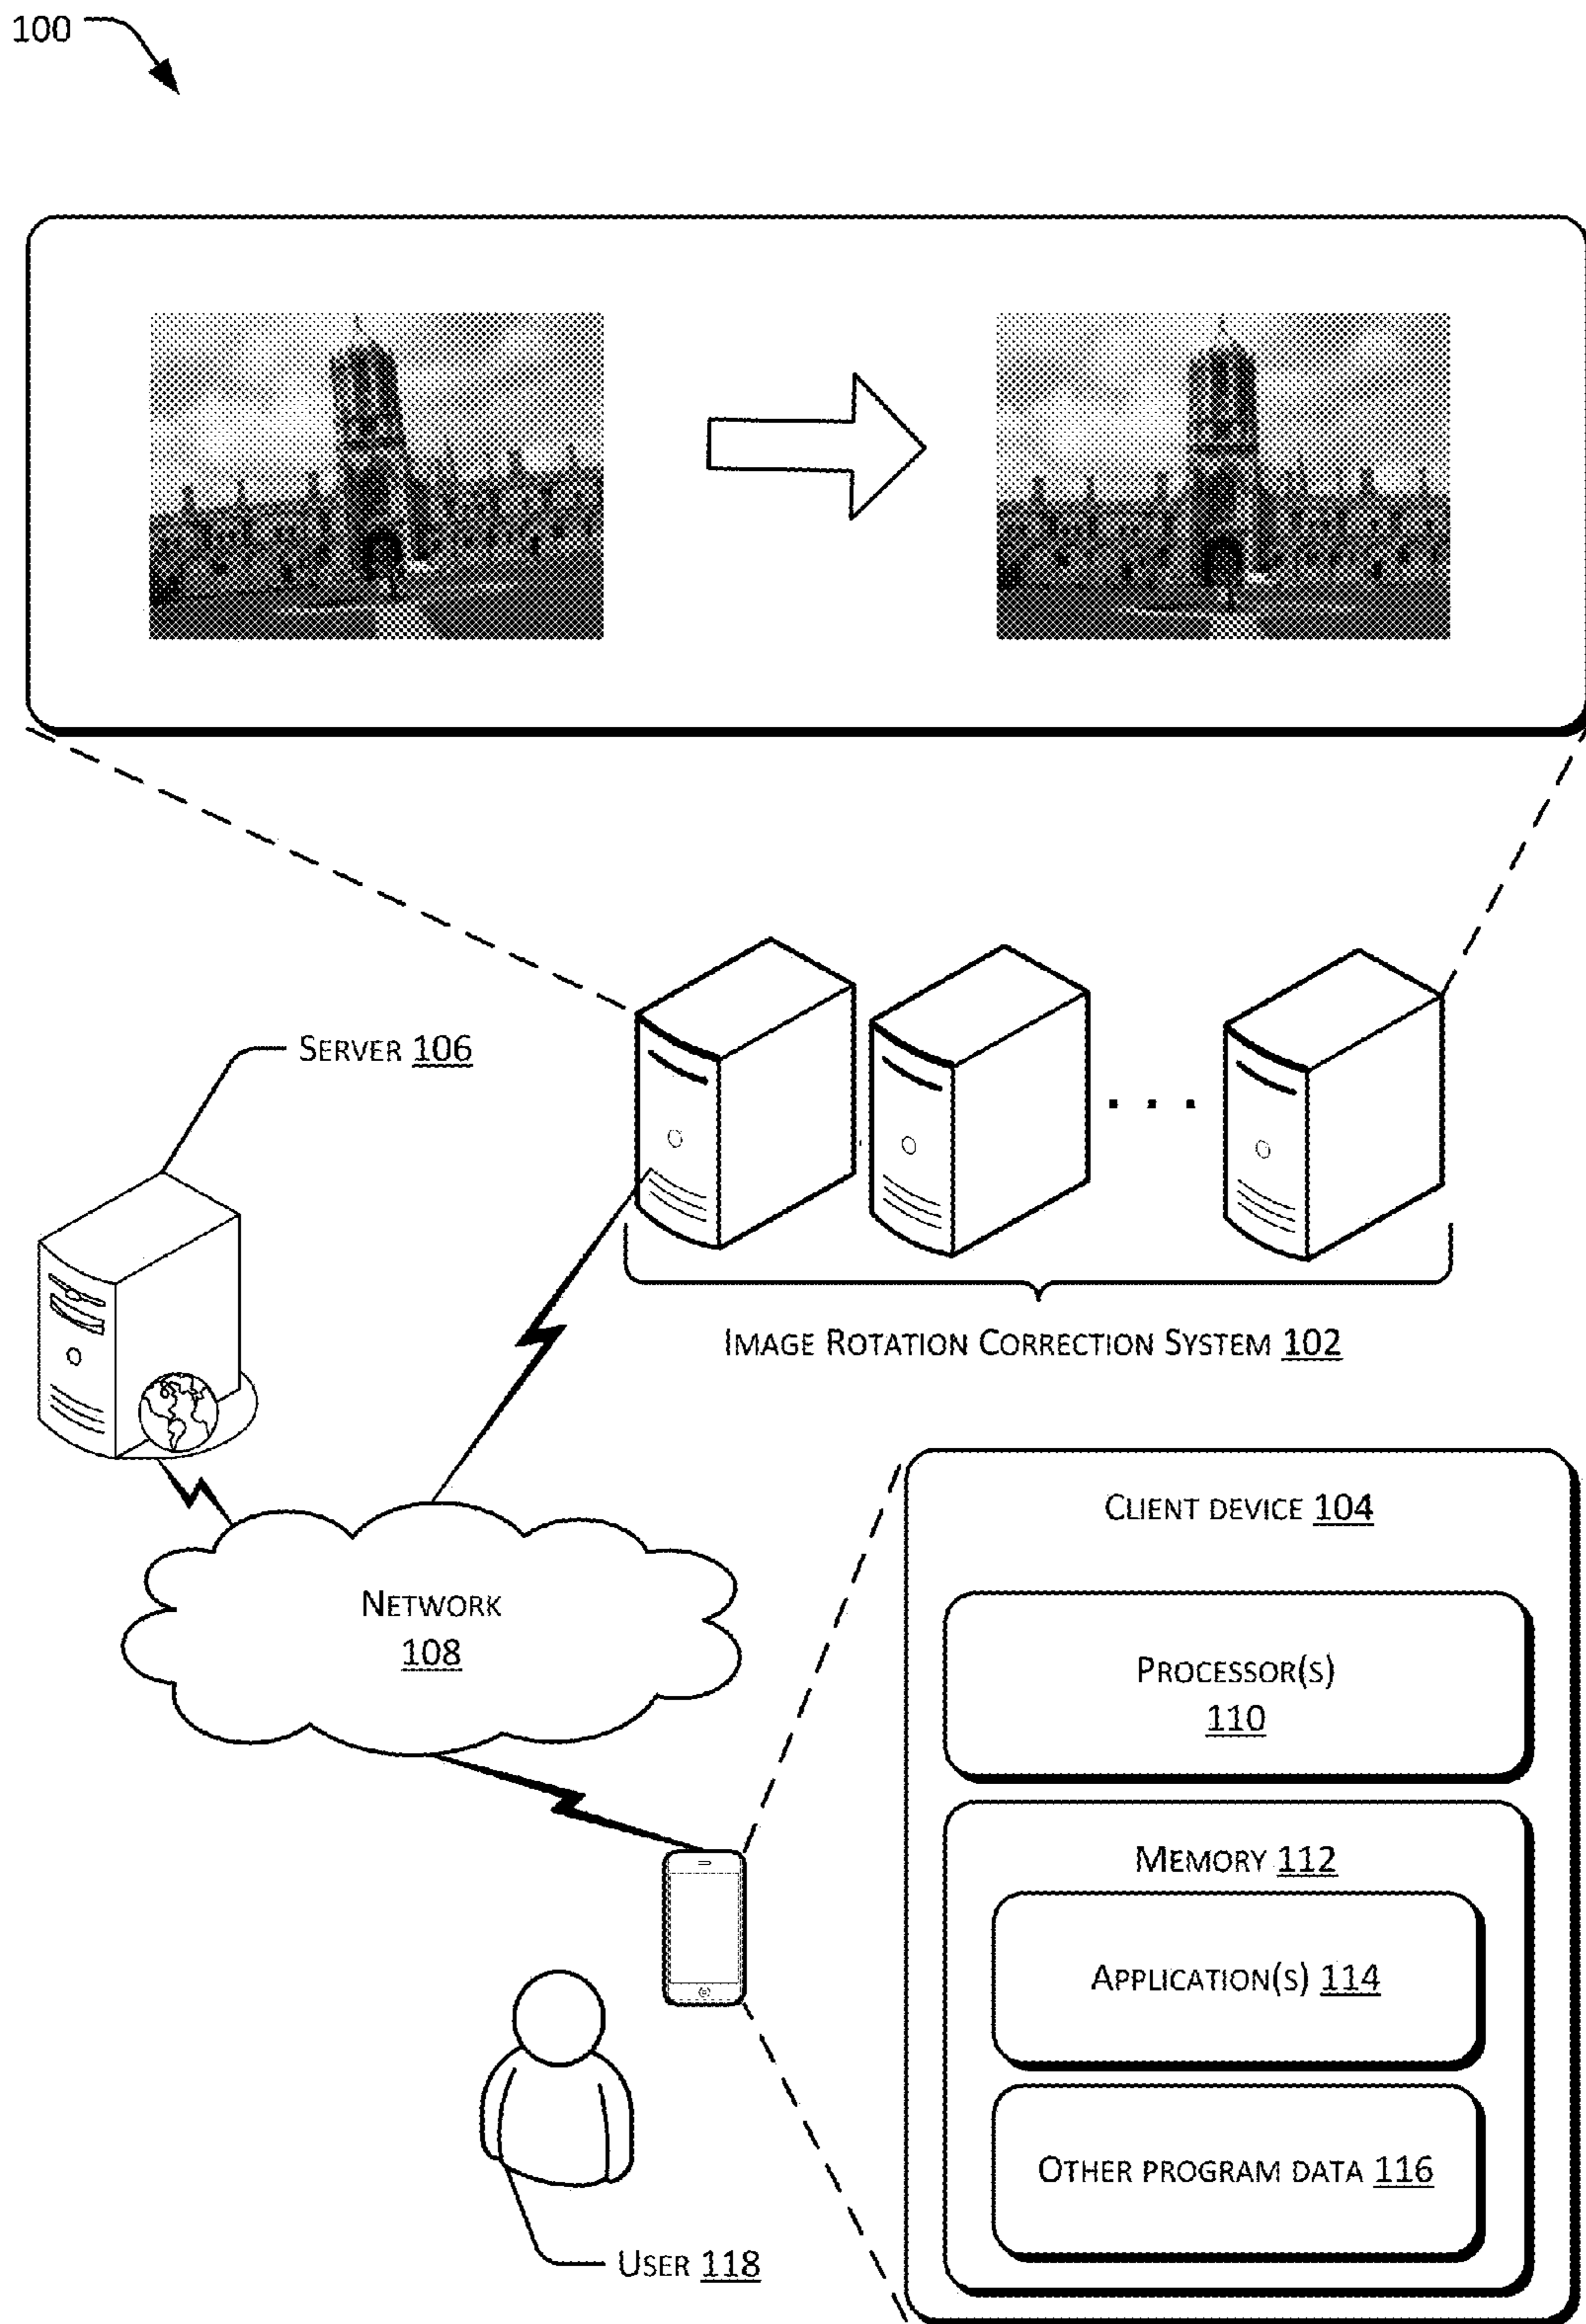 100
SERVER 106
IMAGE ROTATION CORRECTION SYSTEM 102
CLIENT DEVICE 104
NETWORK
108
PROCESSOR(S)
110
MEMORY 112
APPLICATION(S) 114
OTHER PROGRAM DATA 116
USER 118